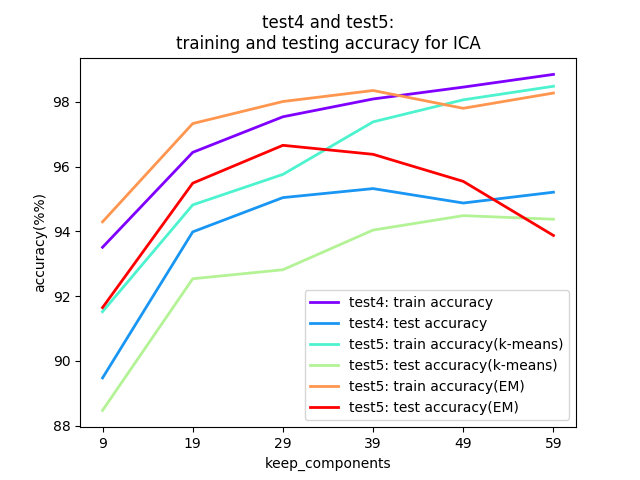 test4 and test5:
training and testing accuracy for ICA
accuracy(%%)
98
96
94
92
90
88
test4: train accuracy
test4: test accuracy
test5: train accuracy(k-means)
test5: test accuracy(k-means)
test5: train accuracy(EM)
test5: test accuracy(EM)
9 19 29 39 49 59
keep_components